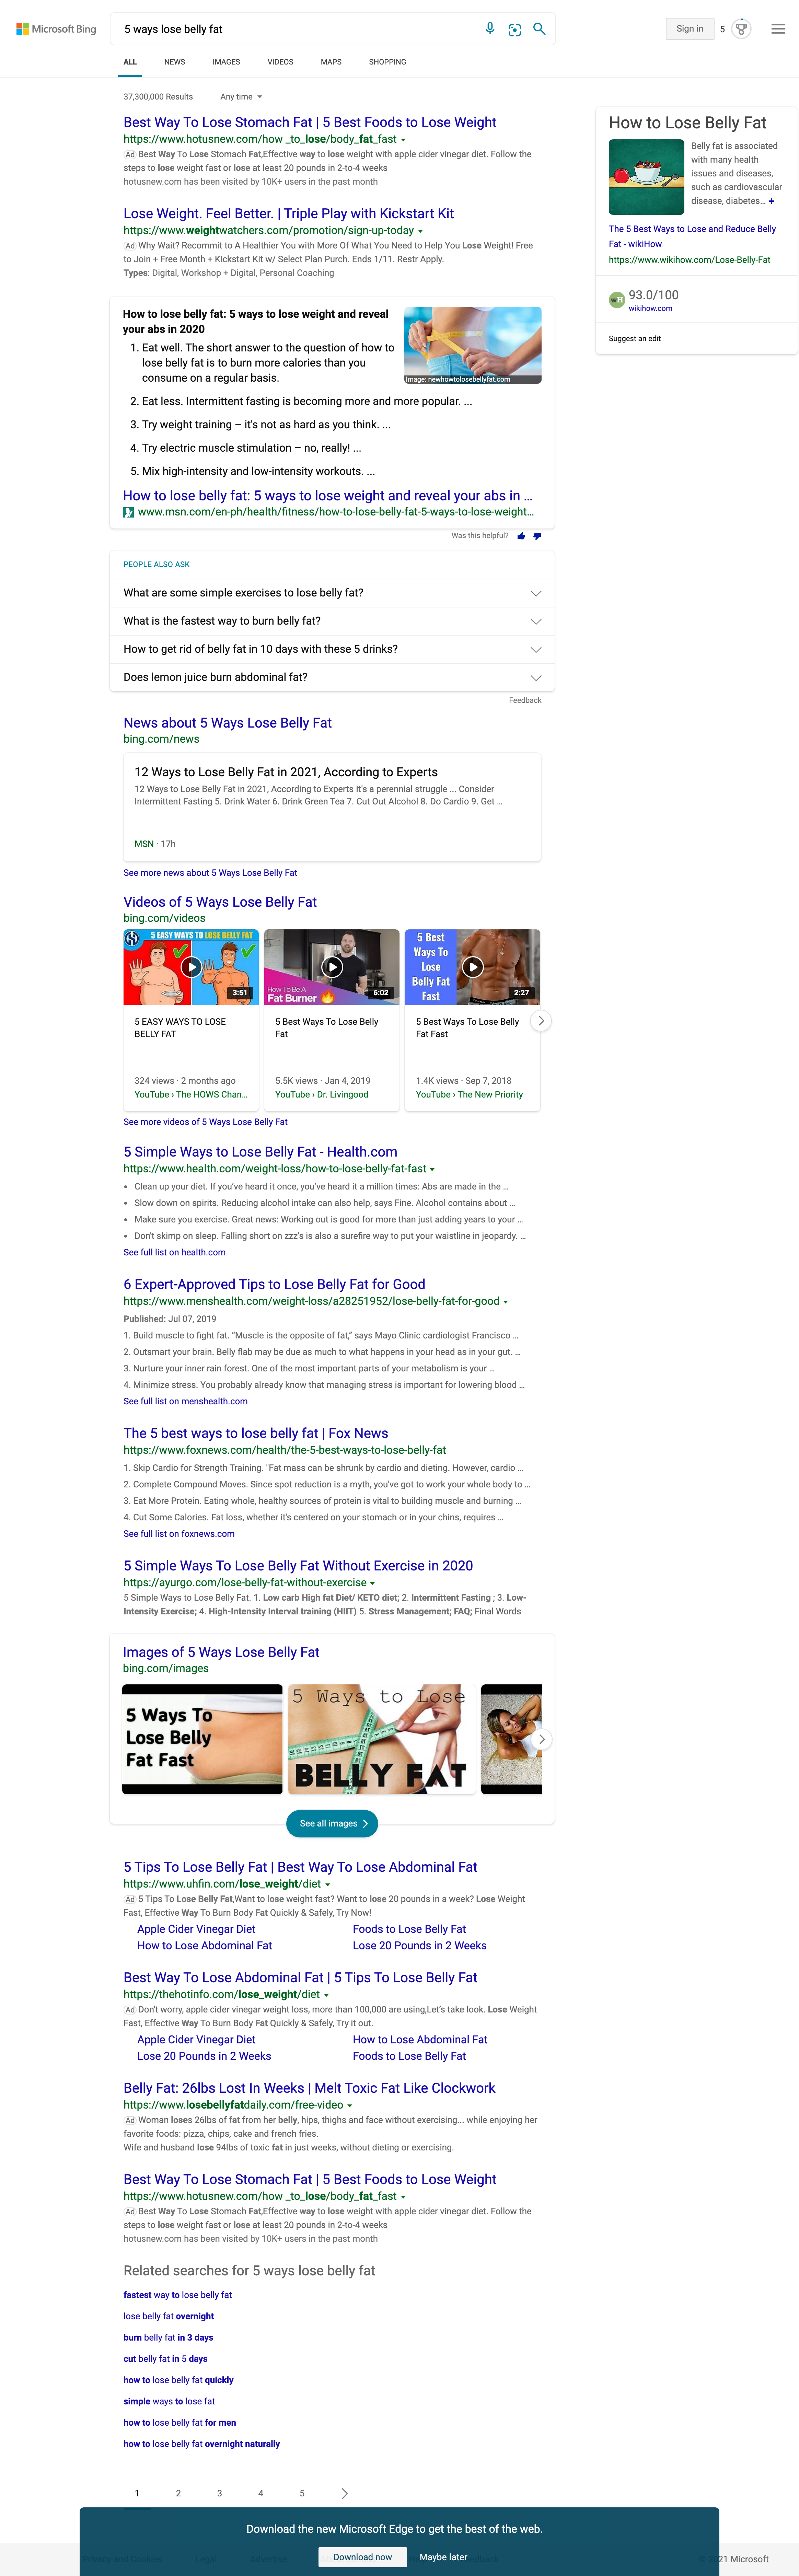 Microsoft Bing
5 ways lose belly fat
Sign in
5
ALL NEWS IMAGES VIDEOS MAPS SHOPPING
37,300,000 Results Any time
Best Way To Lose Stomach Fat | 5 Best Foods to Lose Weight
https://www.hotusnew.com/how _to_lose/body_fat_fast
Ad Best Way To Lose Stomach Fat,Effective way to lose weight with apple cider vinegar diet. Follow the
steps to lose weight fast or lose at least 20 pounds in 2-to-4 weeks
hotusnew.com has been visited by 10K+ users in the past month
Lose Weight. Feel Better. | Triple Play with Kickstart Kit
https://www.weightwatchers.com/promotion/sign-up-today
Ad Why Wait? Recommit to A Healthier You with More Of What You Need to Help You Lose Weight! Free
to Join + Free Month + Kickstart Kit w/ Select Plan Purch. Ends 1/11. Restr Apply.
Types: Digital, Workshop + Digital, Personal Coaching
How to lose belly fat: 5 ways to lose weight and reveal
your abs in 2020
1. Eat well. The short answer to the question of how to
lose belly fat is to burn more calories than you
consume on a regular basis.
Image: newhowtolosebellyfat.com
2. Eat less. Intermittent fasting is becoming more and more popular. ...
3. Try weight training – it's not as hard as you think. ...
4. Try electric muscle stimulation – no, really! ...
5. Mix high-intensity and low-intensity workouts. ...
How to lose belly fat: 5 ways to lose weight and reveal your abs in ...
www.msn.com/en-ph/health/fitness/how-to-lose-belly-fat-5-ways-to-lose-weight...
Was this helpful?
PEOPLE ALSO ASK
What are some simple exercises to lose belly fat?
What is the fastest way to burn belly fat?
How to get rid of belly fat in 10 days with these 5 drinks?
Does lemon juice burn abdominal fat?
Feedback
News about 5 Ways Lose Belly Fat
bing.com/news
12 Ways to Lose Belly Fat in 2021, According to Experts
12 Ways to Lose Belly Fat in 2021, According to Experts It's a perennial struggle ... Consider
Intermittent Fasting 5. Drink Water 6. Drink Green Tea 7. Cut Out Alcohol 8. Do Cardio 9. Get ...
MSN · 17h
See more news about 5 Ways Lose Belly Fat
Videos of 5 Ways Lose Belly Fat
bing.com/videos
5 EASY WAYS TO LOSE BELLY FAT
3:51
5 EASY WAYS TO LOSE
BELLY FAT
324 views · 2 months ago
YouTube › The HOWS Chan...
How To Be A
Fat Burner
6:02
5 Best Ways To Lose Belly
Fat
5.5K views · Jan 4, 2019
YouTube › Dr. Livingood
5 Best
Ways To
Lose
Belly Fat
Fast
2:27
5 Best Ways To Lose Belly
Fat Fast
1.4K views · Sep 7, 2018
YouTube › The New Priority
See more videos of 5 Ways Lose Belly Fat
5 Simple Ways to Lose Belly Fat - Health.com
https://www.health.com/weight-loss/how-to-lose-belly-fat-fast
• Clean up your diet. If you've heard it once, you've heard it a million times: Abs are made in the ...
• Slow down on spirits. Reducing alcohol intake can also help, says Fine. Alcohol contains about ...
• Make sure you exercise. Great news: Working out is good for more than just adding years to your ...
• Don't skimp on sleep. Falling short on zzz's is also a surefire way to put your waistline in jeopardy. ...
See full list on health.com
6 Expert-Approved Tips to Lose Belly Fat for Good
https://www.menshealth.com/weight-loss/a28251952/lose-belly-fat-for-good
Published: Jul 07, 2019
1. Build muscle to fight fat. “Muscle is the opposite of fat,” says Mayo Clinic cardiologist Francisco ...
2. Outsmart your brain. Belly flab may be due as much to what happens in your head as in your gut. ...
3. Nurture your inner rain forest. One of the most important parts of your metabolism is your ...
4. Minimize stress. You probably already know that managing stress is important for lowering blood ...
See full list on menshealth.com
The 5 best ways to lose belly fat | Fox News
https://www.foxnews.com/health/the-5-best-ways-to-lose-belly-fat
1. Skip Cardio for Strength Training. “Fat mass can be shrunk by cardio and dieting. However, cardio ...
2. Complete Compound Moves. Since spot reduction is a myth, you've got to work your whole body to ...
3. Eat More Protein. Eating whole, healthy sources of protein is vital to building muscle and burning ...
4. Cut Some Calories. Fat loss, whether it's centered on your stomach or in your chins, requires ...
See full list on foxnews.com
5 Simple Ways To Lose Belly Fat Without Exercise in 2020
https://ayurgo.com/lose-belly-fat-without-exercise
5 Simple Ways to Lose Belly Fat. 1. Low carb High fat Diet/ KETO diet; 2. Intermittent Fasting ; 3. Low-
Intensity Exercise; 4. High-Intensity Interval training (HIIT) 5. Stress Management; FAQ; Final Words
Images of 5 Ways Lose Belly Fat
bing.com/images
5 Ways To
Lose Belly
Fat Fast
5 Ways to Lose
BELLY FAT
See all images
5 Tips To Lose Belly Fat | Best Way To Lose Abdominal Fat
https://www.uhfin.com/lose_weight/diet
Ad 5 Tips To Lose Belly Fat,Want to lose weight fast? Want to lose 20 pounds in a week? Lose Weight
Fast, Effective Way To Burn Body Fat Quickly & Safely, Try Now!
Apple Cider Vinegar Diet Foods to Lose Belly Fat
How to Lose Abdominal Fat Lose 20 Pounds in 2 Weeks
Best Way To Lose Abdominal Fat | 5 Tips To Lose Belly Fat
https://thehotinfo.com/lose_weight/diet
Ad Don't worry, apple cider vinegar weight loss, more than 100,000 are using,Let's take look. Lose Weight
Fast, Effective Way To Burn Body Fat Quickly & Safely, Try it out.
Apple Cider Vinegar Diet How to Lose Abdominal Fat
Lose 20 Pounds in 2 Weeks Foods to Lose Belly Fat
Belly Fat: 26lbs Lost In Weeks | Melt Toxic Fat Like Clockwork
https://www.losebellyfatdaily.com/free-video
Ad Woman loses 26lbs of fat from her belly, hips, thighs and face without exercising... while enjoying her
favorite foods: pizza, chips, cake and french fries.
Wife and husband lose 94lbs of toxic fat in just weeks, without dieting or exercising.
Best Way To Lose Stomach Fat | 5 Best Foods to Lose Weight
https://www.hotusnew.com/how _to_lose/body_fat_fast
Ad Best Way To Lose Stomach Fat,Effective way to lose weight with apple cider vinegar diet. Follow the
steps to lose weight fast or lose at least 20 pounds in 2-to-4 weeks
hotusnew.com has been visited by 10K+ users in the past month
Related searches for 5 ways lose belly fat
fastest way to lose belly fat
lose belly fat overnight
burn belly fat in 3 days
cut belly fat in 5 days
how to lose belly fat quickly
simple ways to lose fat
how to lose belly fat for men
how to lose belly fat overnight naturally
1 2 3 4 5
How to Lose Belly Fat
Belly fat is associated
with many health
issues and diseases,
such as cardiovascular
disease, diabetes... +
The 5 Best Ways to Lose and Reduce Belly
Fat - wikiHow
https://www.wikihow.com/Lose-Belly-Fat
wH
93.0/100
wikihow.com
Suggest an edit
Download the new Microsoft Edge to get the best of the web.
Download now Maybe later
21 Microsoft